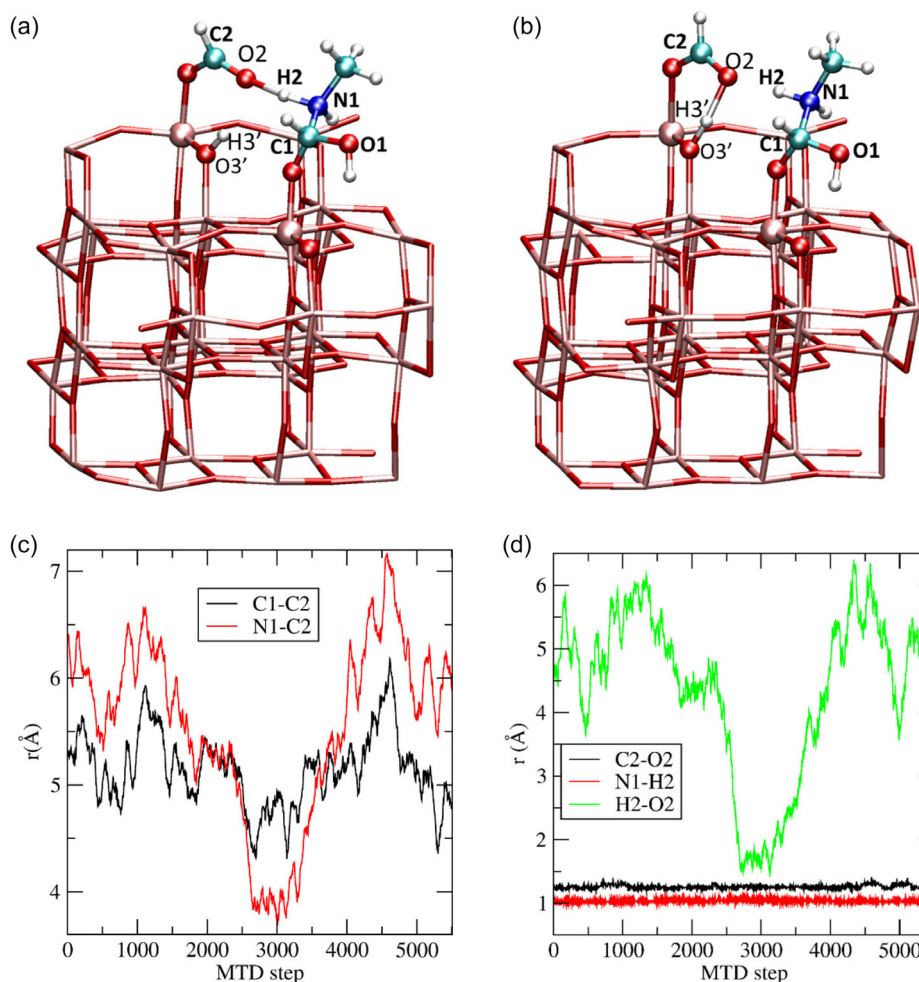 (a)
(b)
C2
O2
H2
N1
H3'
O3'
C1
O1
C2
O2
H2
N1
H3'
O3'
C1
O1
(c)
(d)
7
6
5
4
r(Å)
C1-C2
N1-C2
0
1000
2000
3000
4000
5000
MTD step
6
5
4
3
2
1
r (Å)
C2-O2
N1-H2
H2-O2
0
1000
2000
3000
4000
5000
MTD step